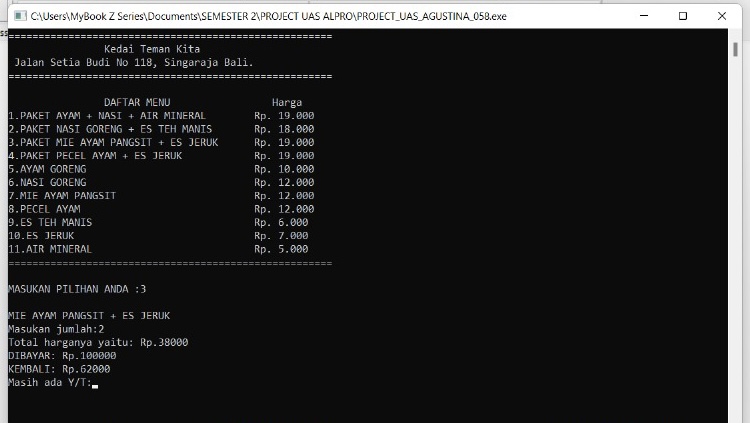 C:\Users\MyBook Z Series\Documents\SEMESTER 2\PROJECT UAS ALPRO\PROJECT_UAS_AGUSTINA_058.exe
======================================================
Kedai Teman Kita
Jalan Setia Budi No 118, Singaraja Bali.
======================================================
DAFTAR MENU Harga
1.PAKET AYAM + NASI + AIR MINERAL Rp. 19.000
2.PAKET NASI GORENG + ES TEH MANIS Rp. 18.000
3.PAKET MIE AYAM PANGSIT + ES JERUK Rp. 19.000
4.PAKET PECEL AYAM + ES JERUK Rp. 19.000
5.AYAM GORENG Rp. 10.000
6.NASI GORENG Rp. 12.000
7.MIE AYAM PANGSIT Rp. 12.000
8.PECEL AYAM Rp. 12.000
9.ES TEH MANIS Rp. 6.000
10.ES JERUK Rp. 7.000
11.AIR MINERAL Rp. 5.000
======================================================
MASUKAN PILIHAN ANDA :3
MIE AYAM PANGSIT + ES JERUK
Masukan jumlah:2
Total harganya yaitu: Rp.38000
DIBAYAR: Rp.100000
KEMBALI: Rp.62000
Masih ada Y/T: